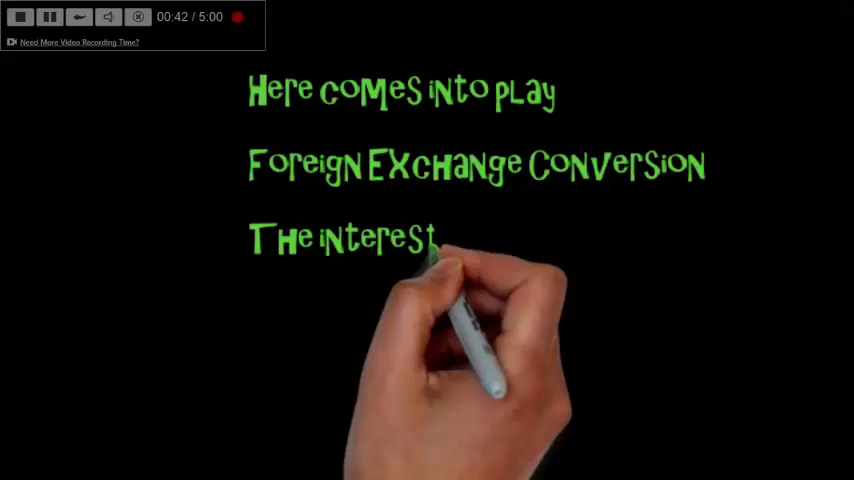 00:42 / 5:00
Need More Video Recording Time?
Here comes into play
Foreign Exchange Conversion
The interest